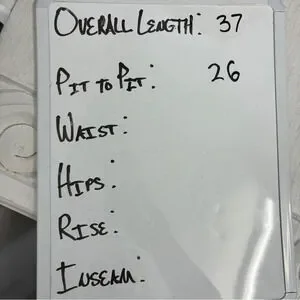 OVERALL LENGTH: 37
PIT TO PIT: 26
WAIST:
HIPS:
RISE:
INSEAM: